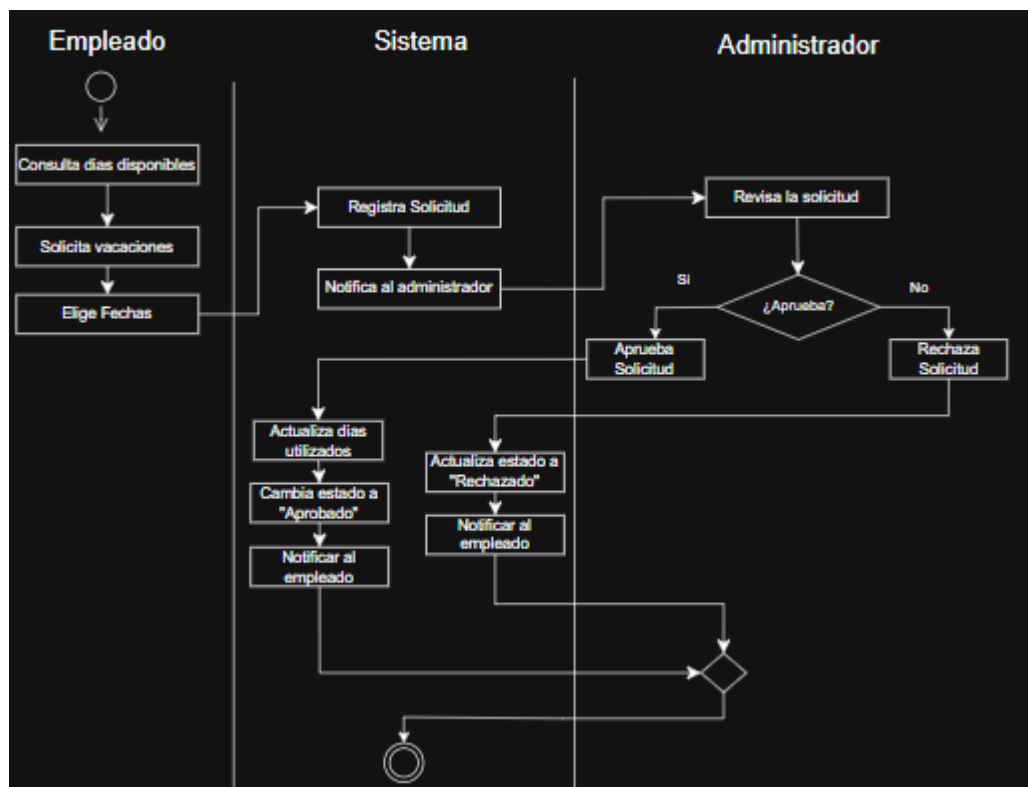 Empleado
Sistema
Administrador
Consulta dias disponibles
Solicita vacaciones
Elige Fechas
Registra Solicitud
Notifica al administrador
Revisa la solicitud
Si
¿Aprueba?
No
Aprueba
Solicitud
Rechaza
Solicitud
Actualiza dias
utilizados
Cambia estado a
"Aprobado"
Notificar al
empleado
Actualiza estado a
"Rechazado"
Notificar al
empleado